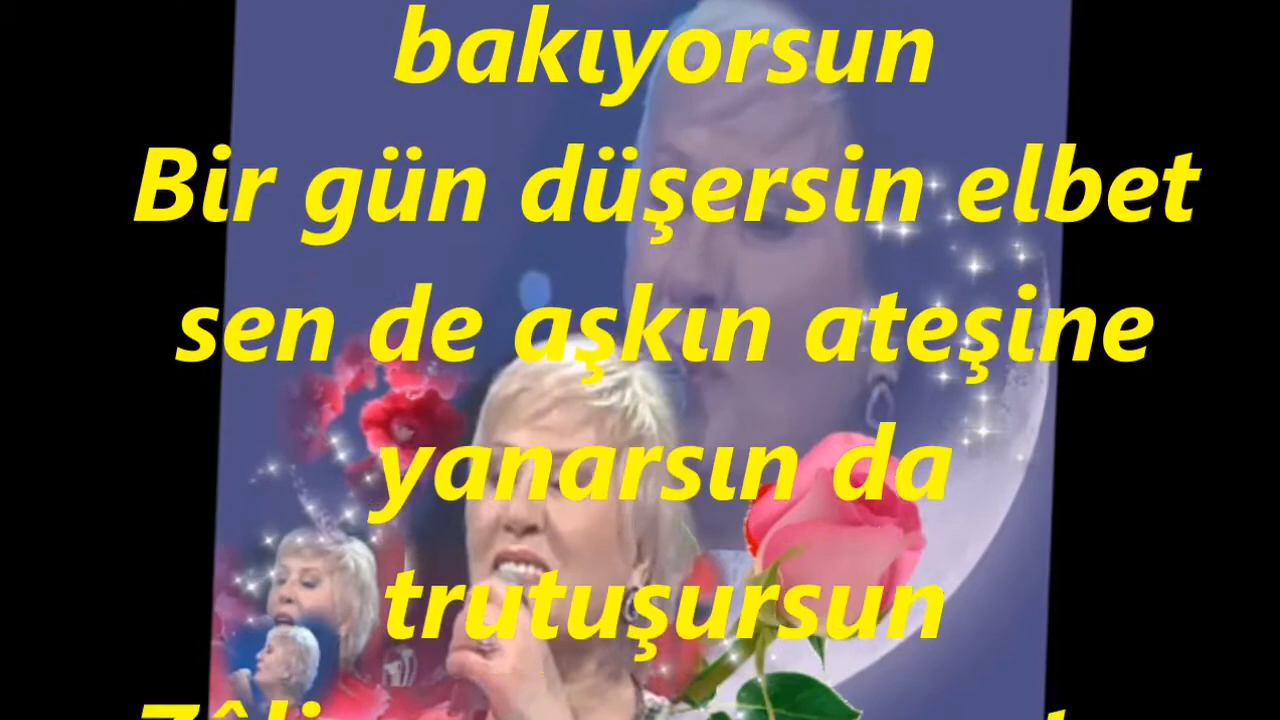 bakıyorsun
Bir gün düşersin elbet
sen de aşkın ateşine
yanarsın da
trutuşursun